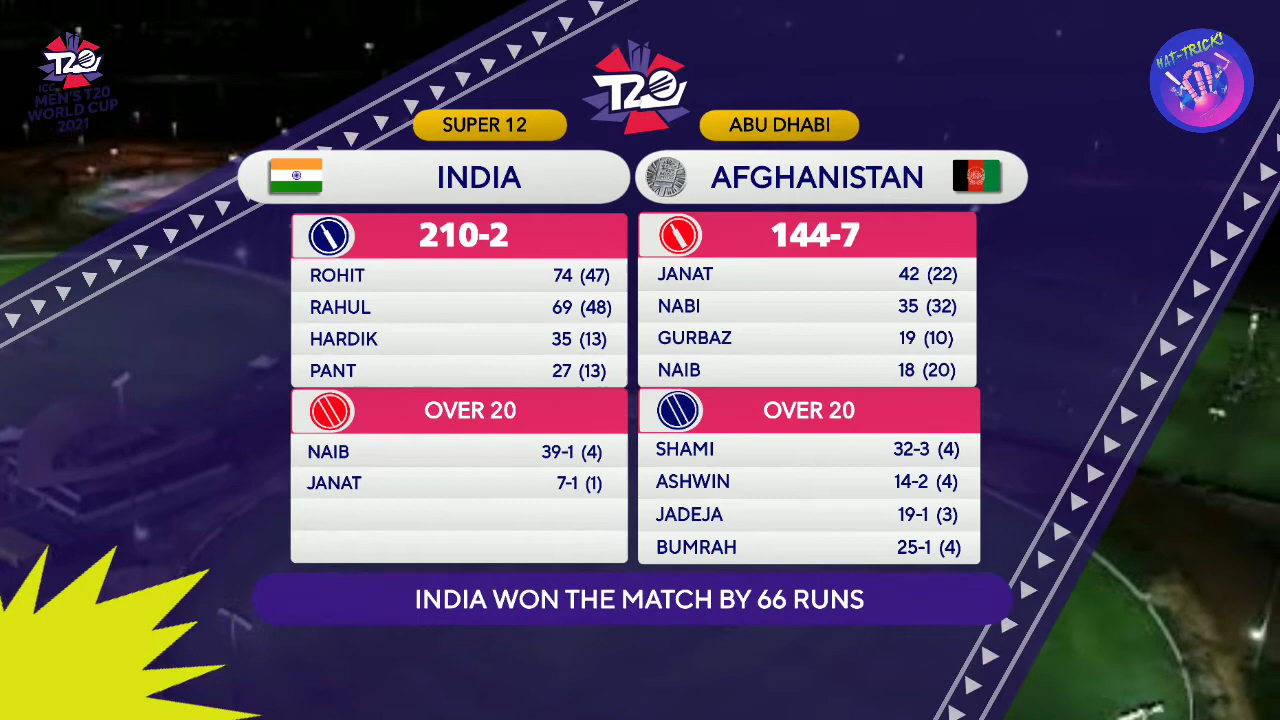 T20
ICC
MEN'S T20
WORLD CUP
2021
T20
HAT-TRICK!
SUPER 12
ABU DHABI
INDIA
AFGHANISTAN
210-2
ROHIT 74 (47)
RAHUL 69 (48)
HARDIK 35 (13)
PANT 27 (13)
144-7
JANAT 42 (22)
NABI 35 (32)
GURBAZ 19 (10)
NAIB 18 (20)
OVER 20
NAIB 39-1 (4)
JANAT 7-1 (1)
OVER 20
SHAMI 32-3 (4)
ASHWIN 14-2 (4)
JADEJA 19-1 (3)
BUMRAH 25-1 (4)
INDIA WON THE MATCH BY 66 RUNS